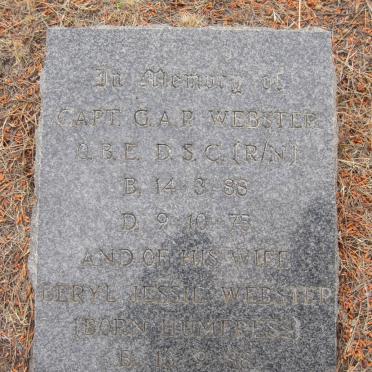 In Memory of
CAPT. G.A.P. WEBSTER
O.B.E. D.S.C. (R/N)
B. 14-3-88
D. 9-10-78
AND OF HIS WIFE
BERYL JESSIE WEBSTER
(BORN HUMFRESS)
B.